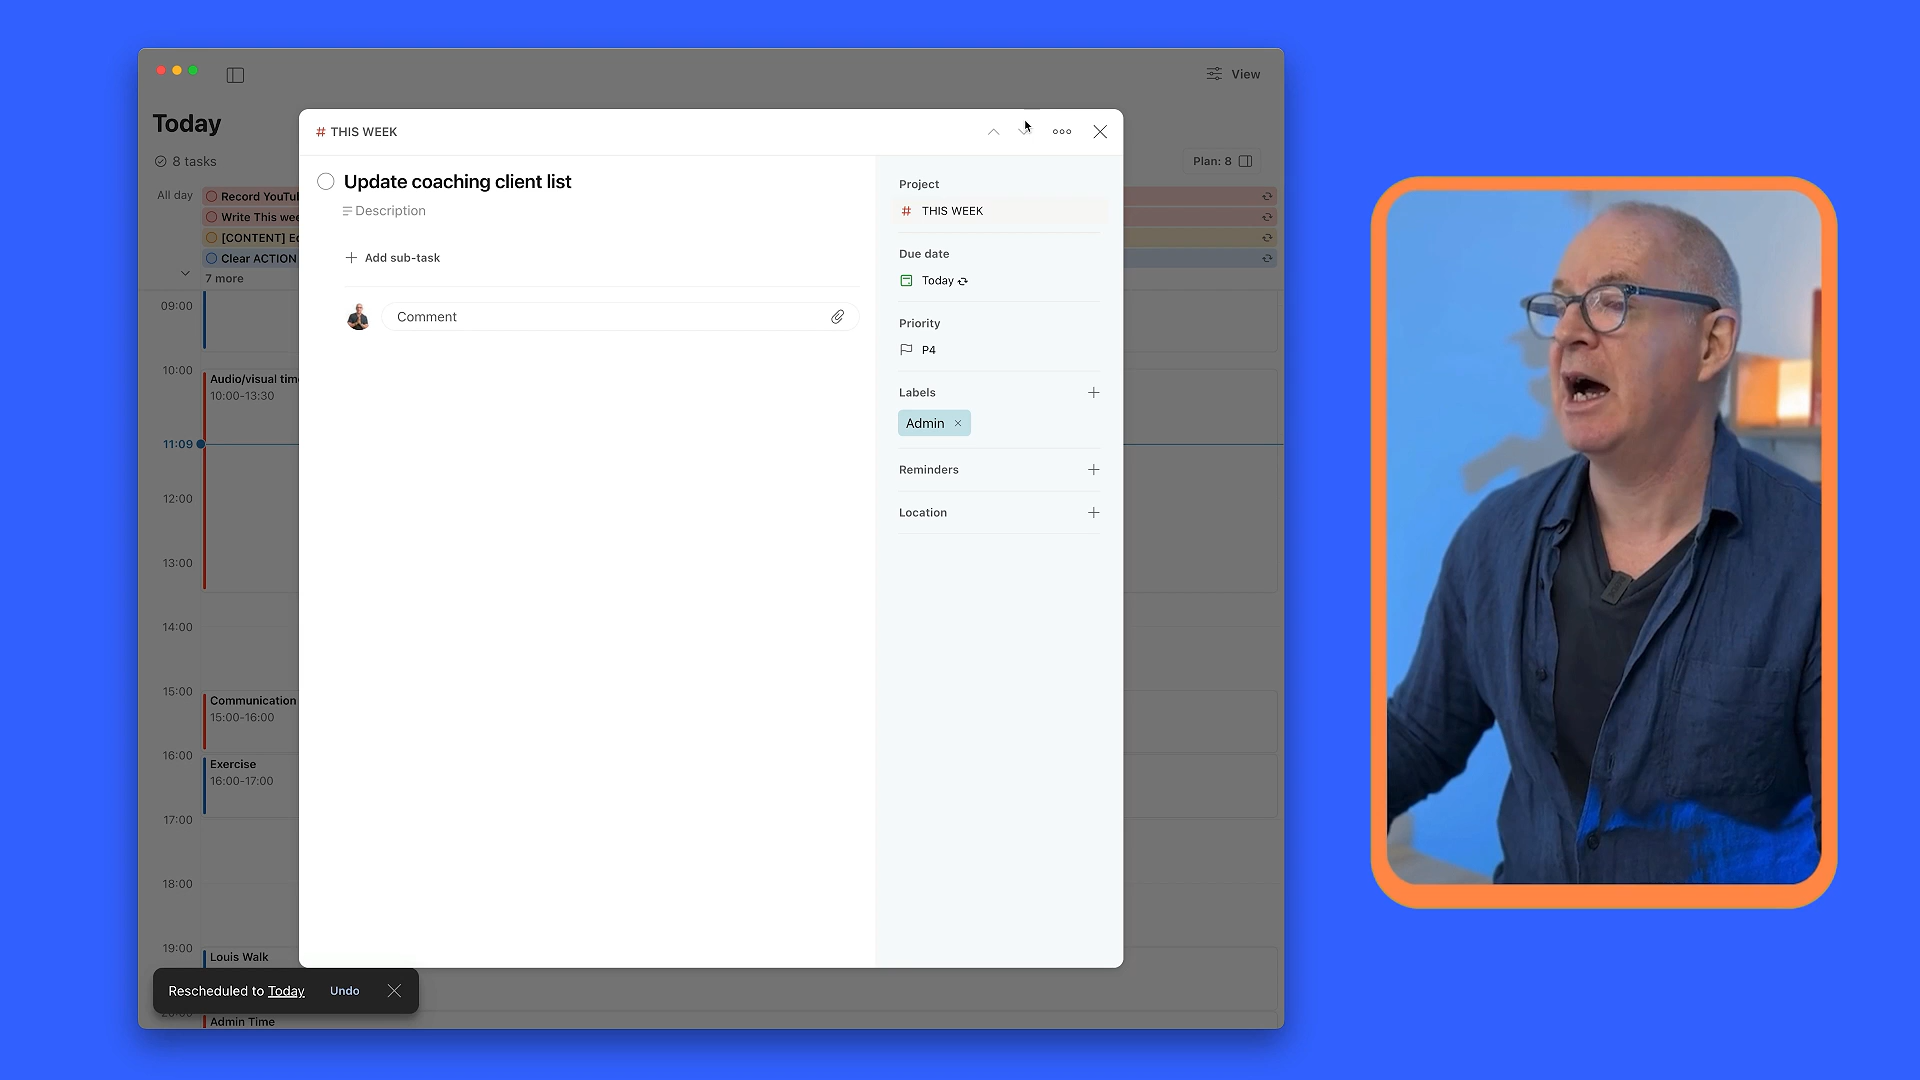 View
Today
8 tasks
Plan: 8
All day
Record YouTu
Write This wee
[CONTENT] Ec
Clear ACTION
7 more
09:00
10:00
Audio/visual tim
10:00-13:30
11:09
12:00
13:00
14:00
15:00
Communication
15:00-16:00
16:00
Exercise
16:00-17:00
17:00
18:00
19:00
Louis Walk
Admin Time
# THIS WEEK
Update coaching client list
Description
Add sub-task
Comment
Project
# THIS WEEK
Due date
Today
Priority
P4
Labels
Admin
Reminders
Location
Rescheduled to Today
Undo